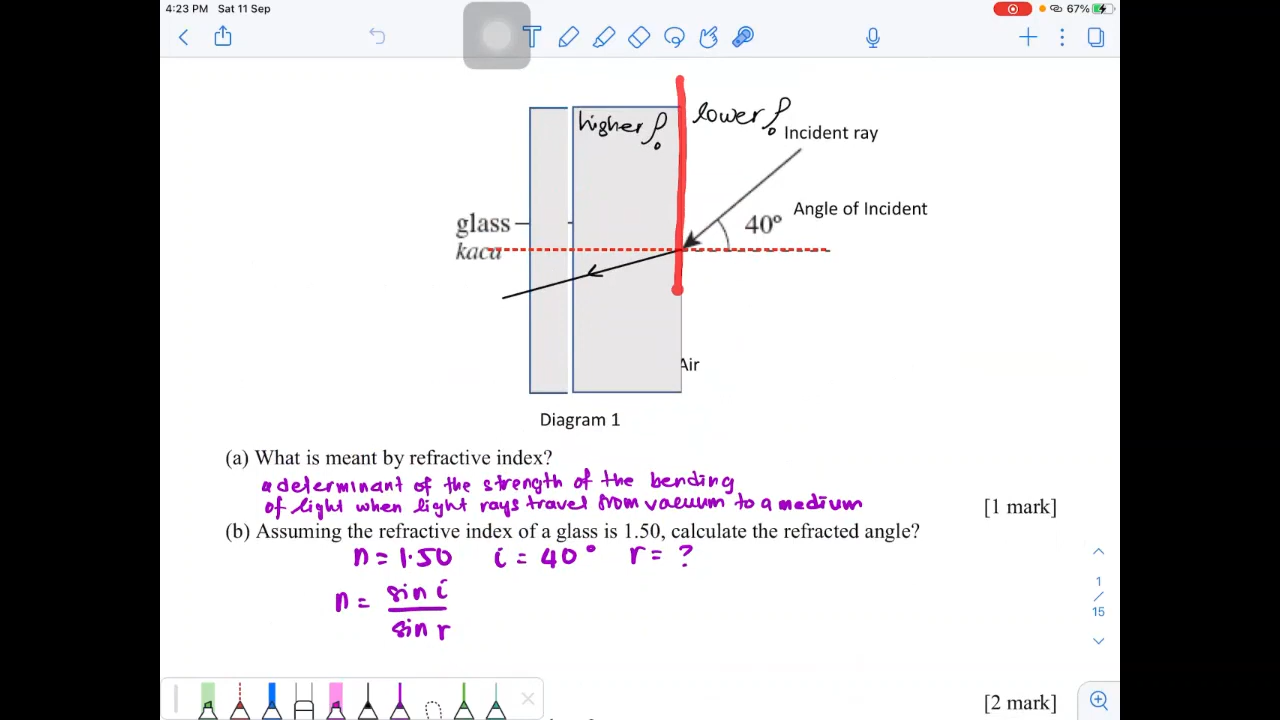 4:23 PM Sat 11 Sep
67%
T
higher ρ
lower ρ
Incident ray
Angle of Incident
40°
glass
kaca
Air
Diagram 1
(a) What is meant by refractive index?
a determinant of the strength of the bending
of light when light rays travel from vacuum to a medium
[1 mark]
(b) Assuming the refractive index of a glass is 1.50, calculate the refracted angle?
n = 1.50 i = 40° r = ?
n = sin i / sin r
1
/
15
[2 mark]